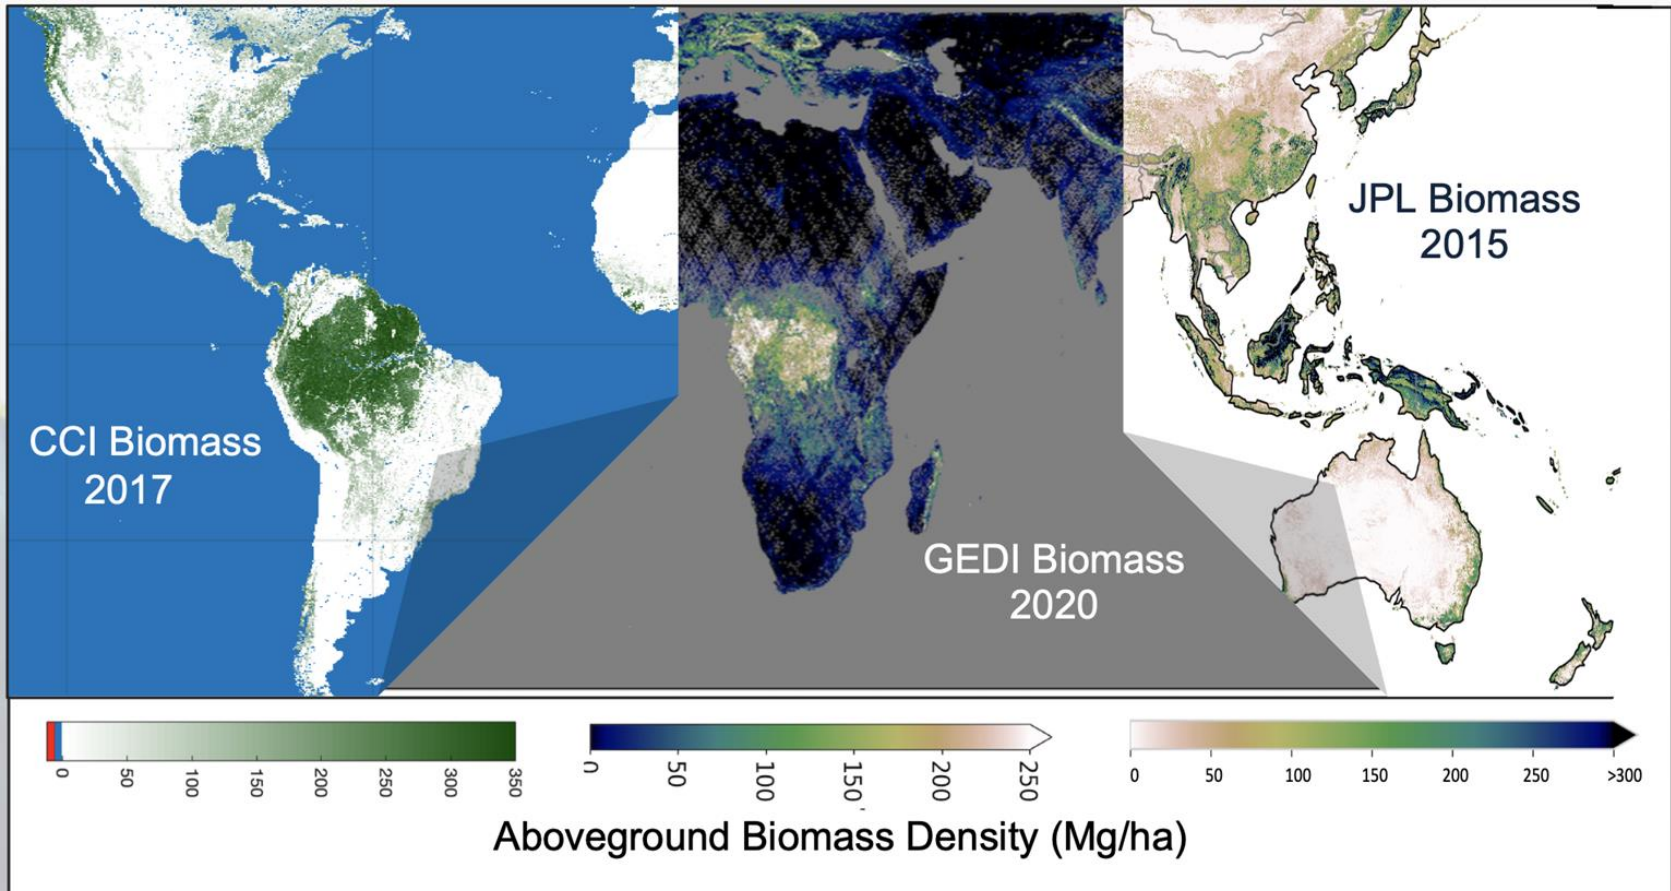 CCI Biomass
2017
GEDI Biomass
2020
JPL Biomass
2015
0 50 100 150 200 250 300 350
0 50 100 150 200 250
0 50 100 150 200 250 >300
Aboveground Biomass Density (Mg/ha)